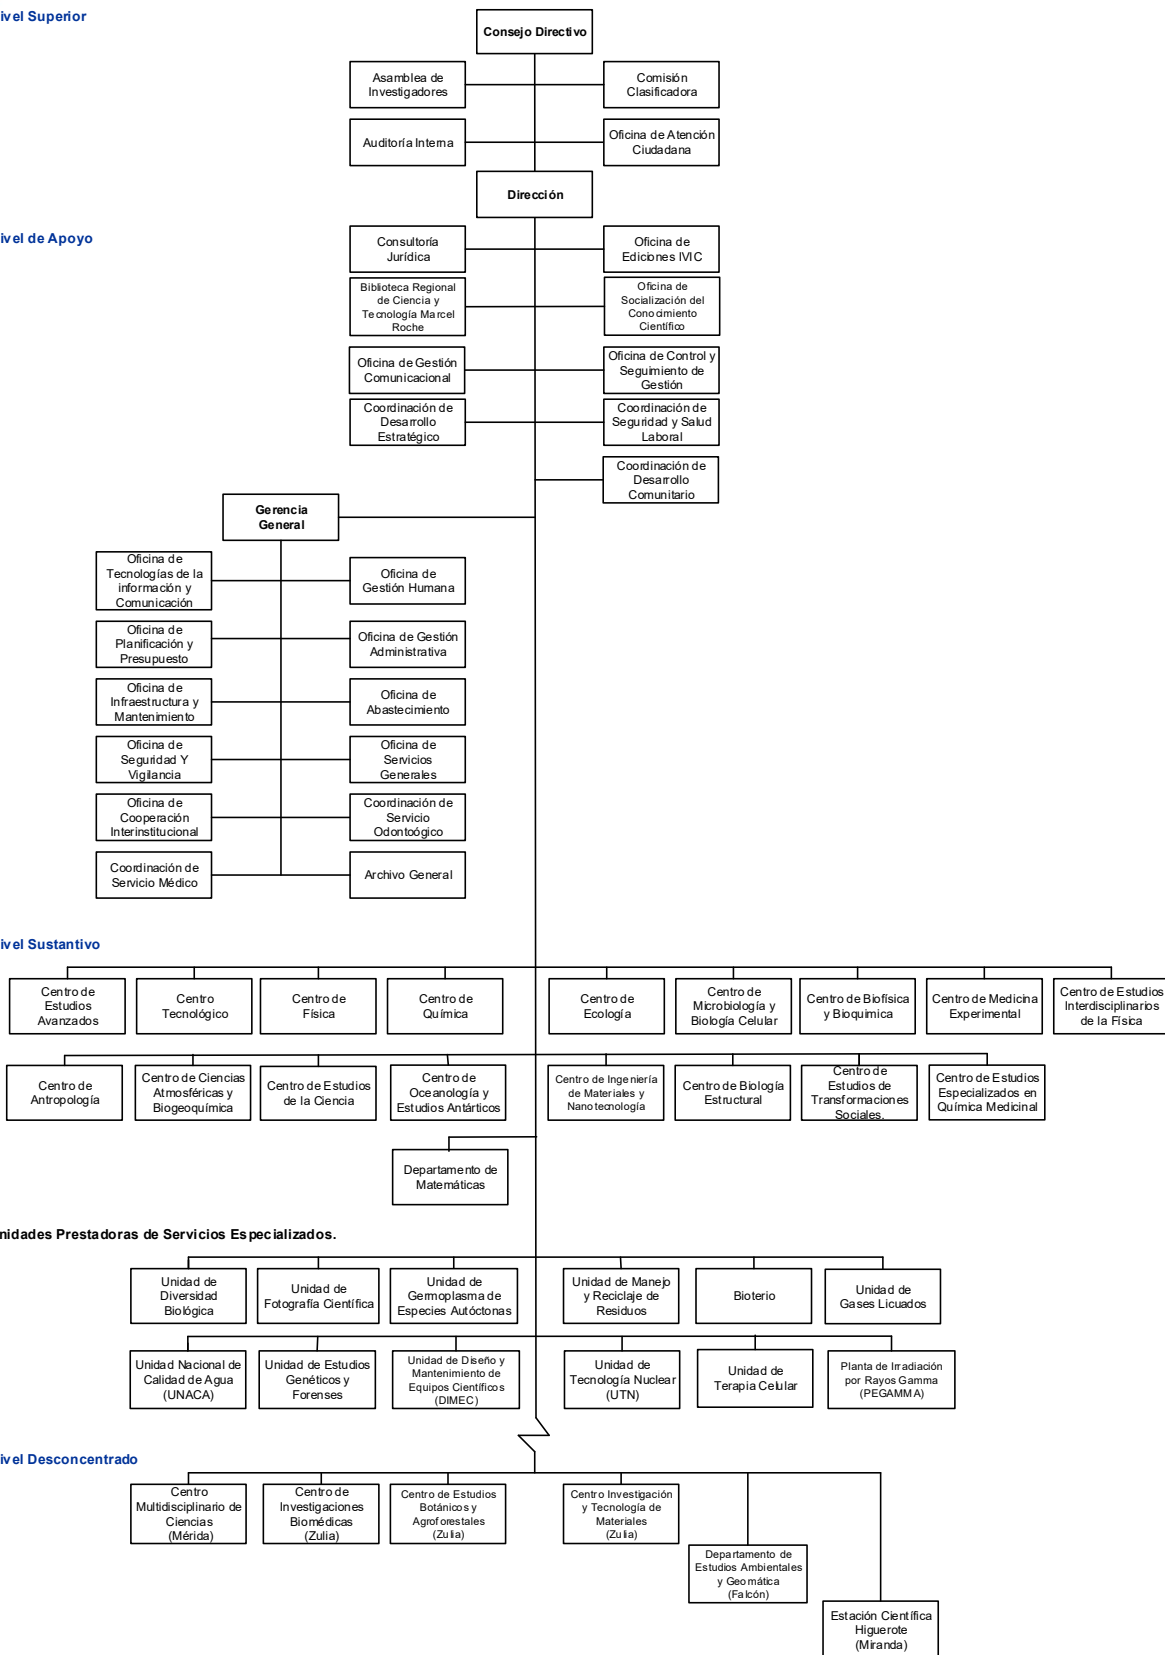 ivel Superior
Consejo Directivo
Asamblea de
Investigadores
Comisión
Clasificadora
Auditoría Interna
Oficina de Atención
Ciudadana
Dirección
ivel de Apoyo
Consultoría
Jurídica
Oficina de
Ediciones IVIC
Biblioteca Regional
de Ciencia y
Tecnología Marcel
Roche
Oficina de
Socialización del
Conocimiento
Científico
Oficina de Gestión
Comunicacional
Oficina de Control y
Seguimiento de
Gestión
Coordinación de
Desarrollo
Estratégico
Coordinación de
Seguridad y Salud
Laboral
Coordinación de
Desarrollo
Comunitario
Gerencia
General
Oficina de
Tecnologías de la
información y
Comunicación
Oficina de
Gestión Humana
Oficina de
Planificación y
Presupuesto
Oficina de Gestión
Administrativa
Oficina de
Infraestructura y
Mantenimiento
Oficina de
Abastecimiento
Oficina de
Seguridad Y
Vigilancia
Oficina de
Servicios
Generales
Oficina de
Cooperación
Interinstitucional
Coordinación de
Servicio
Odontoógico
Coordinación de
Servicio Médico
Archivo General
ivel Sustantivo
Centro de
Estudios
Avanzados
Centro
Tecnológico
Centro de
Física
Centro de
Química
Centro de
Ecología
Centro de
Microbiología y
Biología Celular
Centro de Biofísica
y Bioquímica
Centro de Medicina
Experimental
Centro de Estudios
Interdisciplinarios
de la Física
Centro de
Antropología
Centro de Ciencias
Atmosféricas y
Biogeoquímica
Centro de Estudios
de la Ciencia
Centro de
Oceanología y
Estudios Antárticos
Centro de Ingeniería
de Materiales y
Nanotecnología
Centro de Biología
Estructural
Centro de
Estudios de
Transformaciones
Sociales.
Centro de Estudios
Especializados en
Química Medicinal
Departamento de
Matemáticas
nidades Prestadoras de Servicios Especializados.
Unidad de
Diversidad
Biológica
Unidad de
Fotografía Científica
Unidad de
Germoplasma de
Especies Autóctonas
Unidad de Manejo
y Reciclaje de
Residuos
Bioterio
Unidad de
Gases Licuados
Unidad Nacional de
Calidad de Agua
(UNACA)
Unidad de Estudios
Genéticos y
Forenses
Unidad de Diseño y
Mantenimiento de
Equipos Científicos
(DIMEC)
Unidad de
Tecnología Nuclear
(UTN)
Unidad de
Terapia Celular
Planta de Irradiación
por Rayos Gamma
(PEGAMMA)
ivel Desconcentrado
Centro
Multidisciplinario de
Ciencias
(Mérida)
Centro de
Investigaciones
Biomédicas
(Zulia)
Centro de Estudios
Botánicos y
Agroforestales
(Zulia)
Centro Investigación
y Tecnología de
Materiales
(Zulia)
Departamento de
Estudios Ambientales
y Geomática
(Falcón)
Estación Científica
Higuerote
(Miranda)